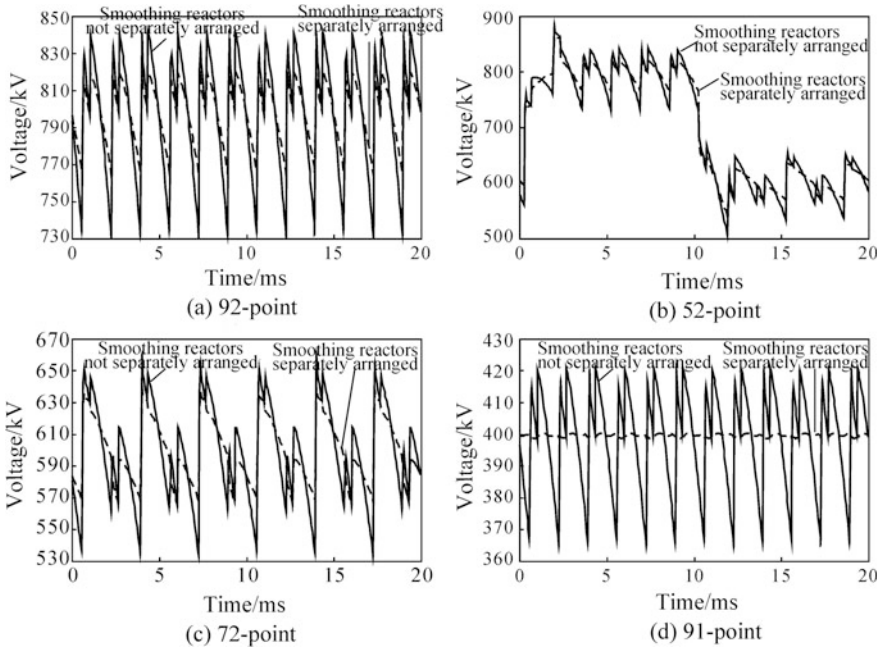 850
830
810
790
770
750
730
Voltage/kV
Smoothing reactors
not separately arranged
Smoothing reactors
separately arranged
0 5 10 15 20
Time/ms
(a) 92-point
900
800
700
600
500
Voltage/kV
Smoothing reactors
not separately arranged
Smoothing reactors
separately arranged
0 5 10 15 20
Time/ms
(b) 52-point
670
650
630
610
590
570
550
530
Voltage/kV
Smoothing reactors
not separately arranged
Smoothing reactors
separately arranged
0 5 10 15 20
Time/ms
(c) 72-point
430
420
410
400
390
380
370
360
Voltage/kV
Smoothing reactors
not separately arranged
Smoothing reactors
separately arranged
0 5 10 15 20
Time/ms
(d) 91-point